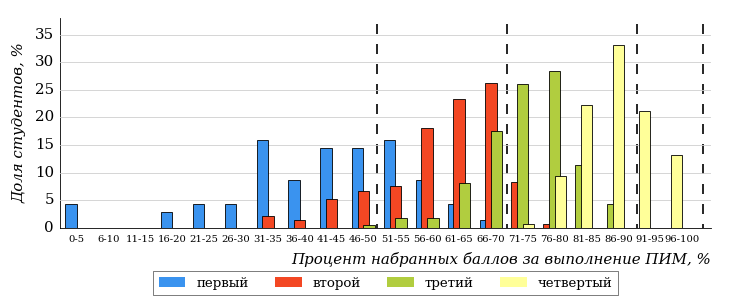 Доля студентов, %
35
30
25
20
15
10
5
0
0-5 6-10 11-15 16-20 21-25 26-30 31-35 36-40 41-45 46-50 51-55 56-60 61-65 66-70 71-75 76-80 81-85 86-90 91-95 96-100
Процент набранных баллов за выполнение ПИМ, %
первый второй третий четвертый